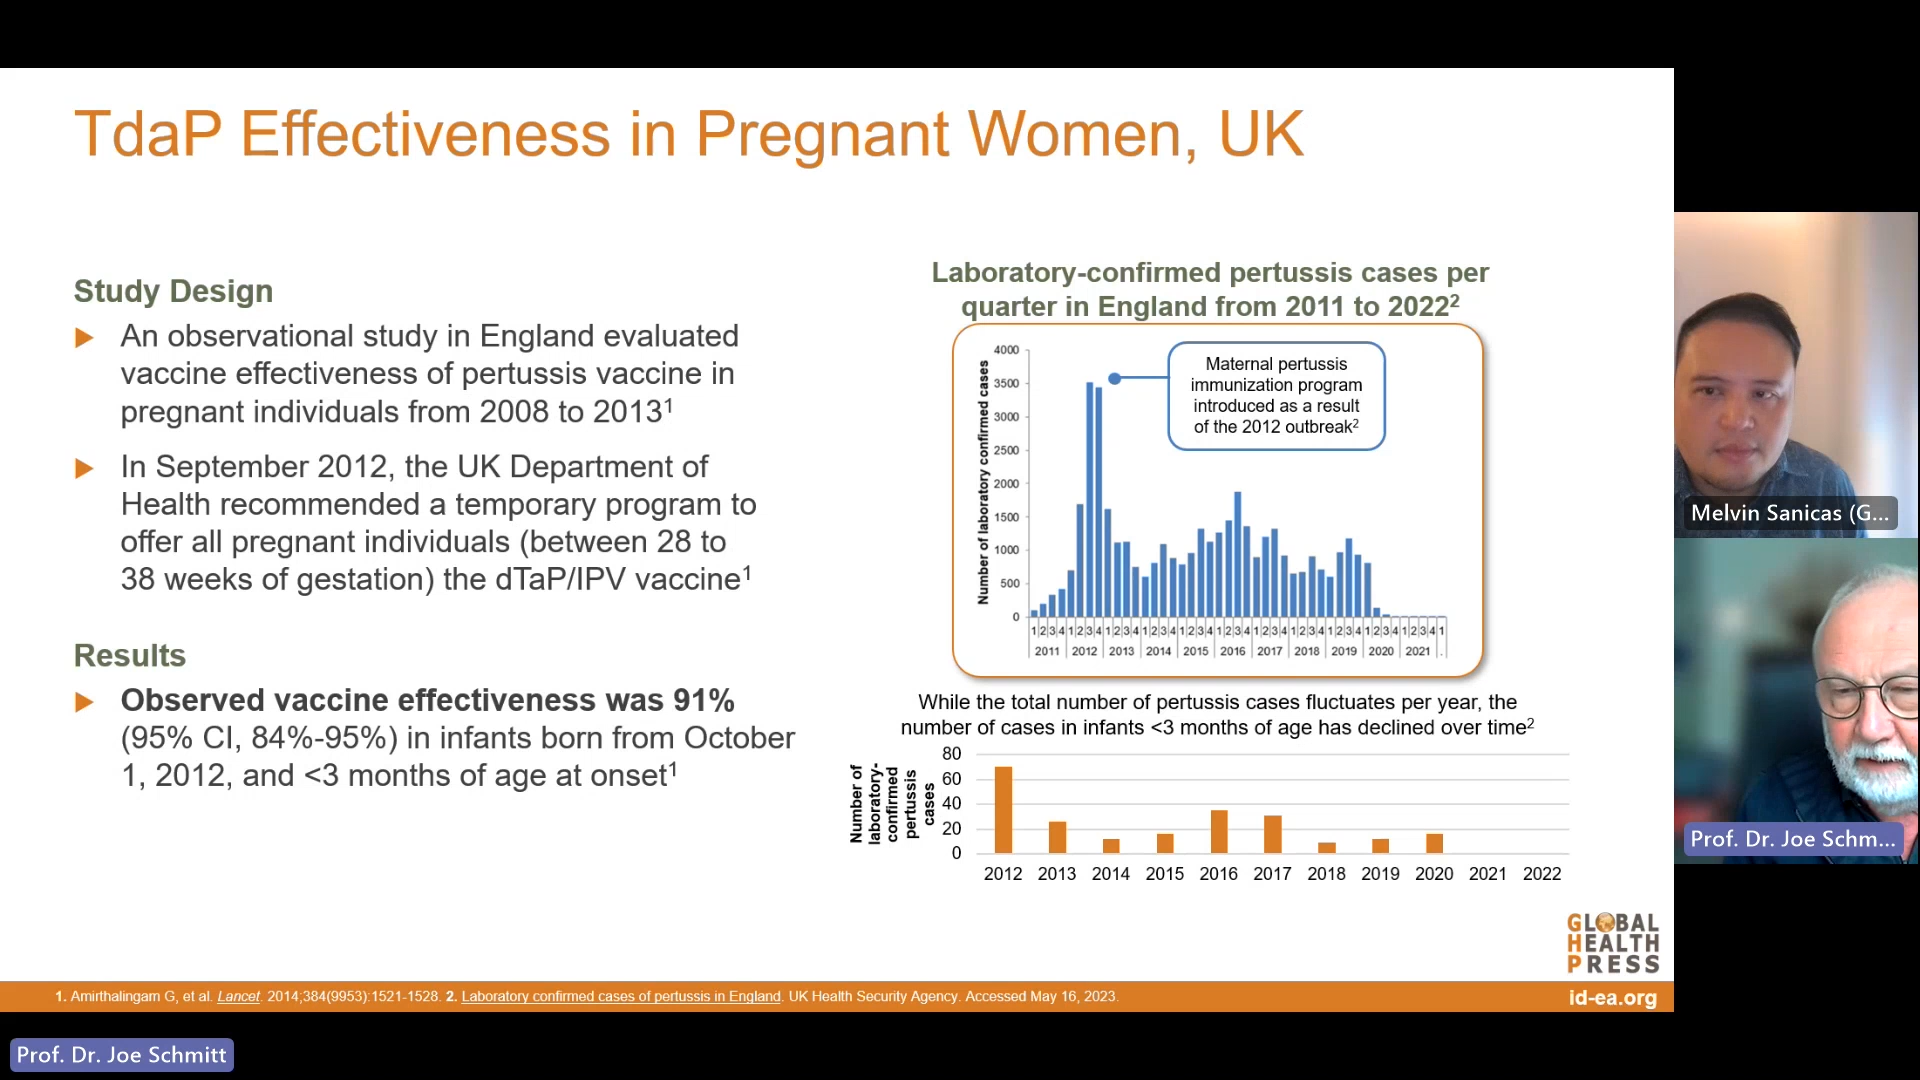 TdaP Effectiveness in Pregnant Women, UK
Study Design
An observational study in England evaluated
vaccine effectiveness of pertussis vaccine in
pregnant individuals from 2008 to 2013¹
In September 2012, the UK Department of
Health recommended a temporary program to
offer all pregnant individuals (between 28 to
38 weeks of gestation) the dTaP/IPV vaccine¹
Results
Observed vaccine effectiveness was 91%
(95% CI, 84%-95%) in infants born from October
1, 2012, and <3 months of age at onset¹
Laboratory-confirmed pertussis cases per
quarter in England from 2011 to 2022²
Number of laboratory confirmed cases
4000
3500
3000
2500
2000
1500
1000
500
0
Maternal pertussis
immunization program
introduced as a result
of the 2012 outbreak²
1 2 3 4 1 2 3 4 1 2 3 4 1 2 3 4 1 2 3 4 1 2 3 4 1 2 3 4 1 2 3 4 1 2 3 4 1 2 3 4 1 2 3 4 1
2011 2012 2013 2014 2015 2016 2017 2018 2019 2020 2021 .
While the total number of pertussis cases fluctuates per year, the
number of cases in infants <3 months of age has declined over time²
Number of
laboratory-
confirmed
pertussis
cases
80
60
40
20
0
2012 2013 2014 2015 2016 2017 2018 2019 2020 2021 2022
GLOBAL
HEALTH
PRESS
1. Amirthalingam G, et al. Lancet. 2014;384(9953):1521-1528. 2. Laboratory confirmed cases of pertussis in England. UK Health Security Agency. Accessed May 16, 2023.
id-ea.org
Melvin Sanicas (G...
Prof. Dr. Joe Schm...
Prof. Dr. Joe Schmitt